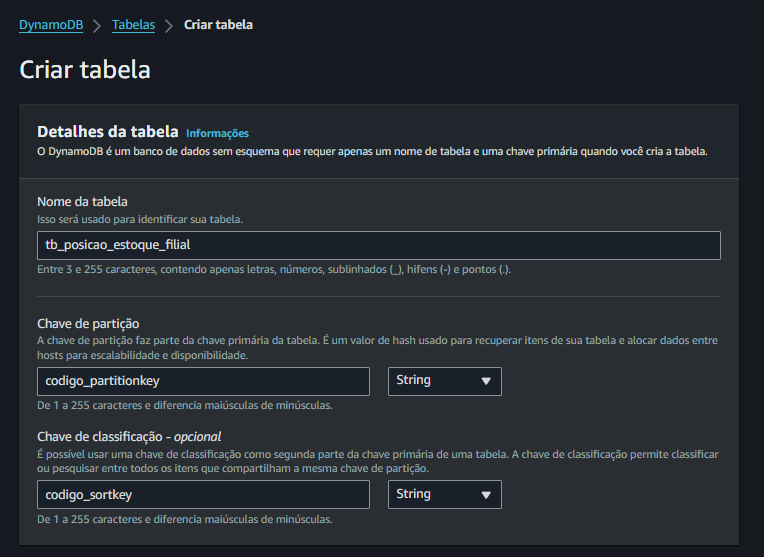 DynamoDB > Tabelas > Criar tabela
Criar tabela
Detalhes da tabela Informações
O DynamoDB é um banco de dados sem esquema que requer apenas um nome de tabela e uma chave primária quando você cria a tabela.
Nome da tabela
Isso será usado para identificar sua tabela.
tb_posicao_estoque_filial
Entre 3 e 255 caracteres, contendo apenas letras, números, sublinhados (_), hifens (-) e pontos (.).
Chave de partição
A chave de partição faz parte da chave primária da tabela. É um valor de hash usado para recuperar itens de sua tabela e alocar dados entre
hosts para escalabilidade e disponibilidade.
codigo_partitionkey String
De 1 a 255 caracteres e diferencia maiúsculas de minúsculas.
Chave de classificação - opcional
É possível usar uma chave de classificação como segunda parte da chave primária de uma tabela. A chave de classificação permite classificar
ou pesquisar entre todos os itens que compartilham a mesma chave de partição.
codigo_sortkey String
De 1 a 255 caracteres e diferencia maiúsculas de minúsculas.